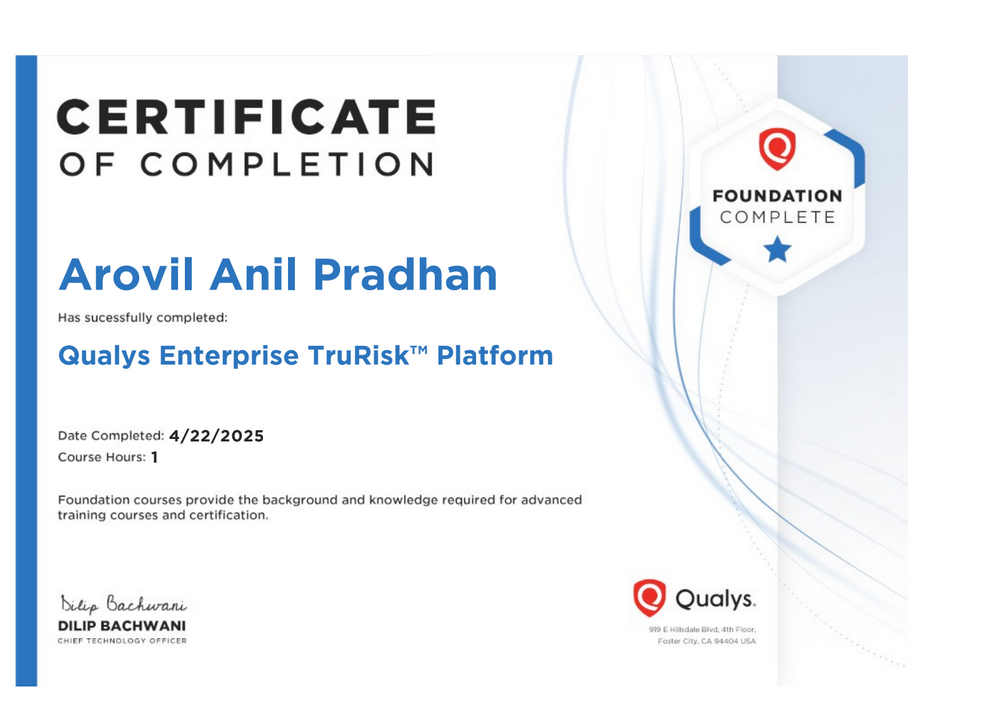 CERTIFICATE
OF COMPLETION
FOUNDATION
COMPLETE
Arovil Anil Pradhan
Has sucessfully completed:
Qualys Enterprise TruRisk™ Platform
Date Completed: 4/22/2025
Course Hours: 1
Foundation courses provide the background and knowledge required for advanced
training courses and certification.
Dilip Bachwani
DILIP BACHWANI
CHIEF TECHNOLOGY OFFICER
Qualys.
919 E Hillsdale Blvd, 4th Floor,
Foster City, CA 94404 USA